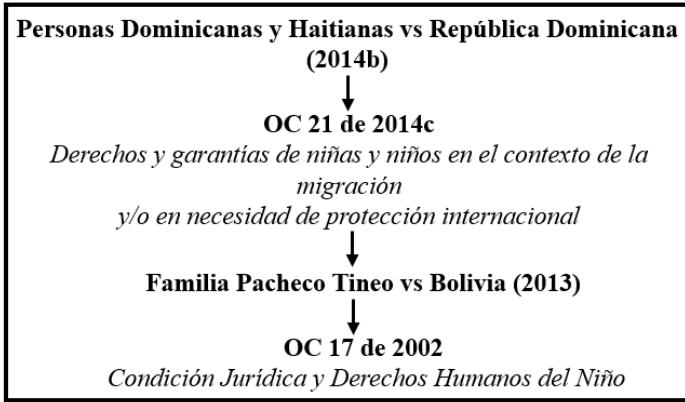 Personas Dominicanas y Haitianas vs República Dominicana
(2014b)
OC 21 de 2014c
Derechos y garantías de niñas y niños en el contexto de la
migración
y/o en necesidad de protección internacional
Familia Pacheco Tineo vs Bolivia (2013)
OC 17 de 2002
Condición Jurídica y Derechos Humanos del Niño